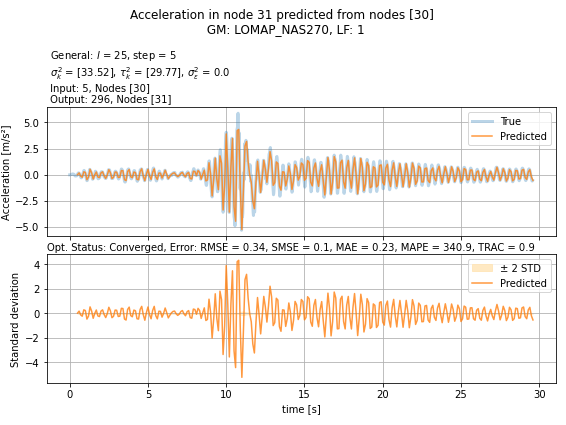 Acceleration in node 31 predicted from nodes [30]
GM: LOMAP_NAS270, LF: 1
General: l = 25, step = 5
σ²ₖ = [33.52], τ²ₖ = [29.77], σ²ε = 0.0
Input: 5, Nodes [30]
Output: 296, Nodes [31]
Acceleration [m/s²]
5.0
2.5
0.0
−2.5
−5.0
True
Predicted
Opt. Status: Converged, Error: RMSE = 0.34, SMSE = 0.1, MAE = 0.23, MAPE = 340.9, TRAC = 0.9
Standard deviation
4
2
0
−2
−4
± 2 STD
Predicted
0 5 10 15 20 25 30
time [s]